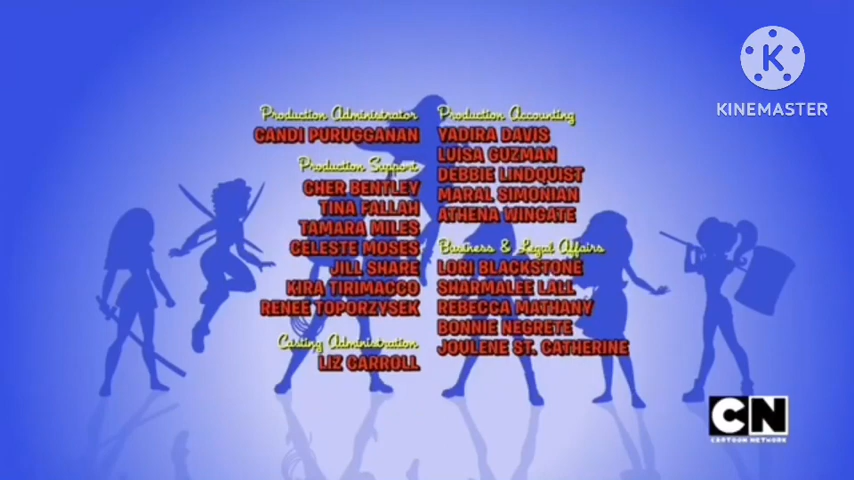 Production Administrator
CANDI PURUGGANAN
Production Support
CHER BENTLEY
TINA FALLAH
TAMARA MILES
CELESTE MOSES
JILL SHARE
KIRA TIRIMACCO
RENEE TOPORZYSEK
Casting Administration
LIZ CARROLL
Production Accounting
YADIRA DAVIS
LUISA GUZMAN
DEBBIE LINDQUIST
MARAL SIMONIAN
ATHENA WINGATE
Business & Legal Affairs
LORI BLACKSTONE
SHARMALEE LALL
REBECCA MATHANY
BONNIE NEGRETE
JOULENE ST. CATHERINE
K
KINEMASTER
CN
CARTOON NETWORK